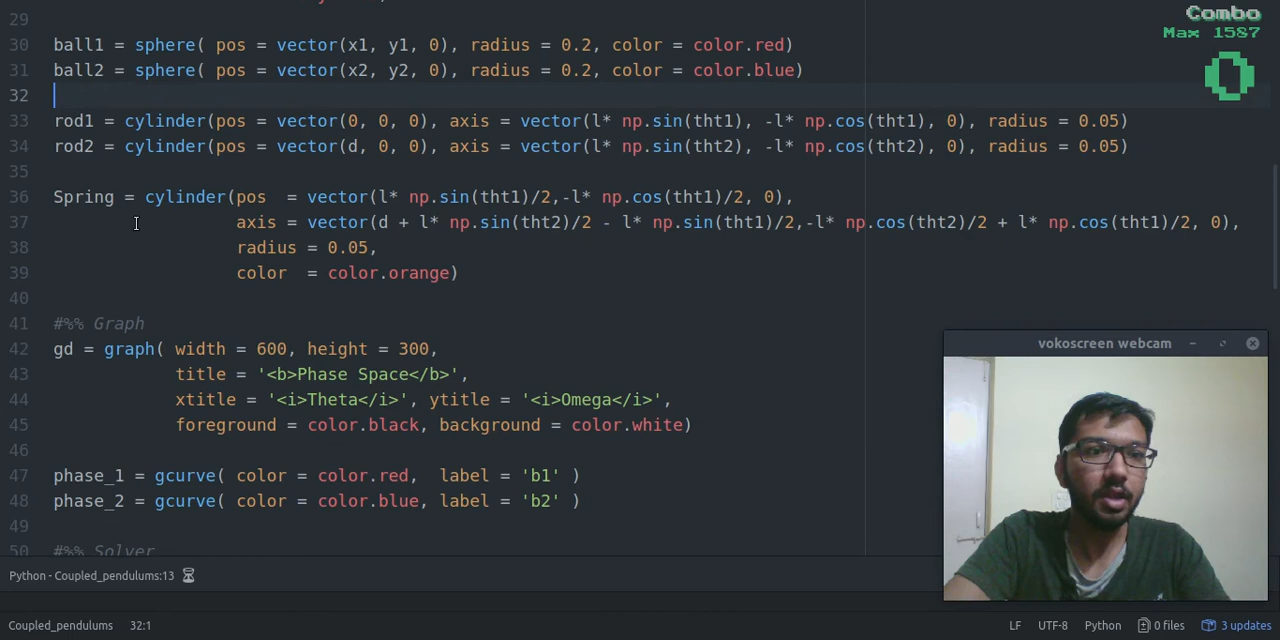 Combo
Max 1587
0
29
30 ball1 = sphere( pos = vector(x1, y1, 0), radius = 0.2, color = color.red)
31 ball2 = sphere( pos = vector(x2, y2, 0), radius = 0.2, color = color.blue)
32
33 rod1 = cylinder(pos = vector(0, 0, 0), axis = vector(l* np.sin(tht1), -l* np.cos(tht1), 0), radius = 0.05)
34 rod2 = cylinder(pos = vector(d, 0, 0), axis = vector(l* np.sin(tht2), -l* np.cos(tht2), 0), radius = 0.05)
35
36 Spring = cylinder(pos  = vector(l* np.sin(tht1)/2,-l* np.cos(tht1)/2, 0),
37 axis = vector(d + l* np.sin(tht2)/2 - l* np.sin(tht1)/2,-l* np.cos(tht2)/2 + l* np.cos(tht1)/2, 0),
38 radius = 0.05,
39 color  = color.orange)
40
41 #%% Graph
42 gd = graph( width = 600, height = 300,
43 title = '<b>Phase Space</b>',
44 xtitle = '<i>Theta</i>', ytitle = '<i>Omega</i>',
45 foreground = color.black, background = color.white)
46
47 phase_1 = gcurve( color = color.red,  label = 'b1' )
48 phase_2 = gcurve( color = color.blue, label = 'b2' )
49
50 #%% Solver
vokoscreen webcam
Python - Coupled_pendulums:13
Coupled_pendulums 32:1 LF UTF-8 Python 0 files 3 updates